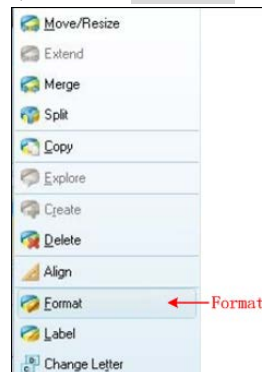 Move/Resize
Extend
Merge
Split
Copy
Explore
Create
Delete
Align
Format Format
Label
Change Letter